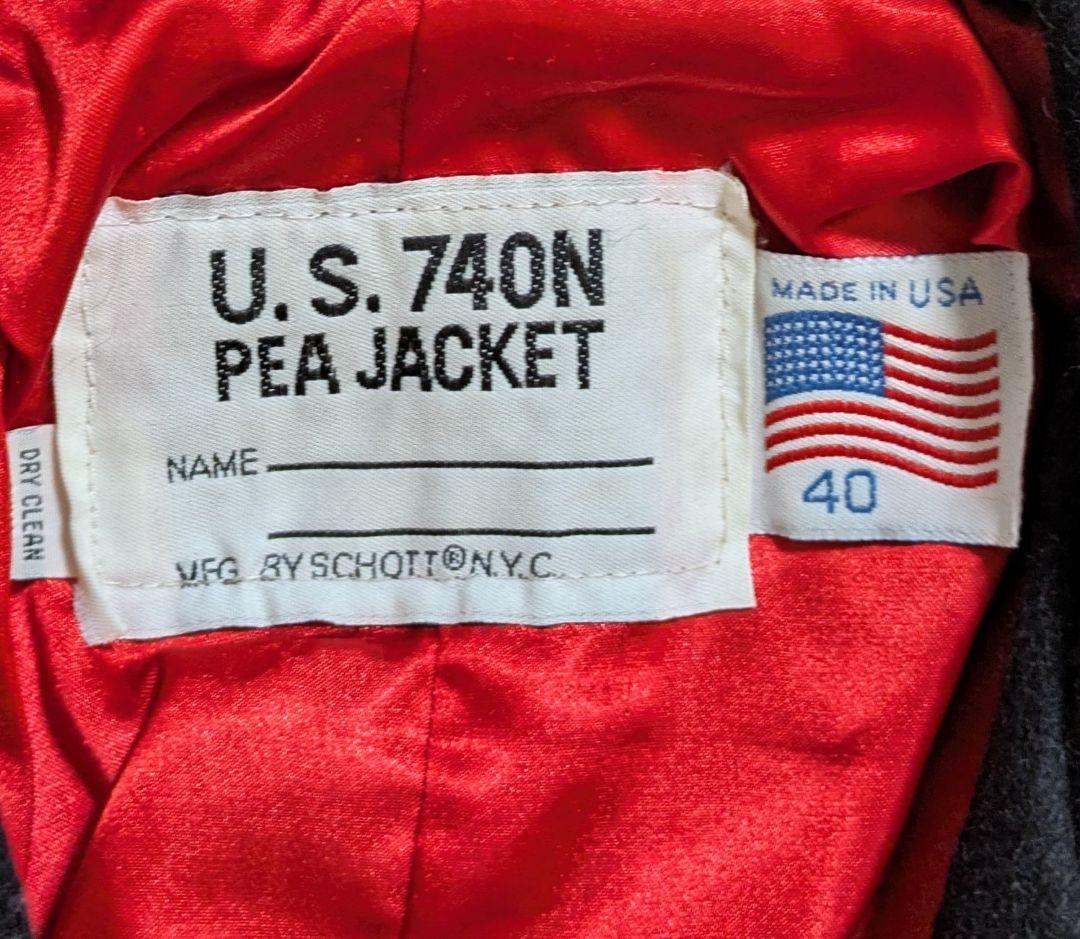 U.S. 740N
PEA JACKET
NAME
MFG BY SCHOTT® N.Y.C.
MADE IN USA
40
DRY CLEAN